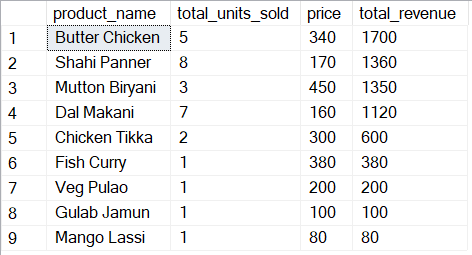 product_name total_units_sold price total_revenue
1 Butter Chicken 5 340 1700
2 Shahi Panner 8 170 1360
3 Mutton Biryani 3 450 1350
4 Dal Makani 7 160 1120
5 Chicken Tikka 2 300 600
6 Fish Curry 1 380 380
7 Veg Pulao 1 200 200
8 Gulab Jamun 1 100 100
9 Mango Lassi 1 80 80